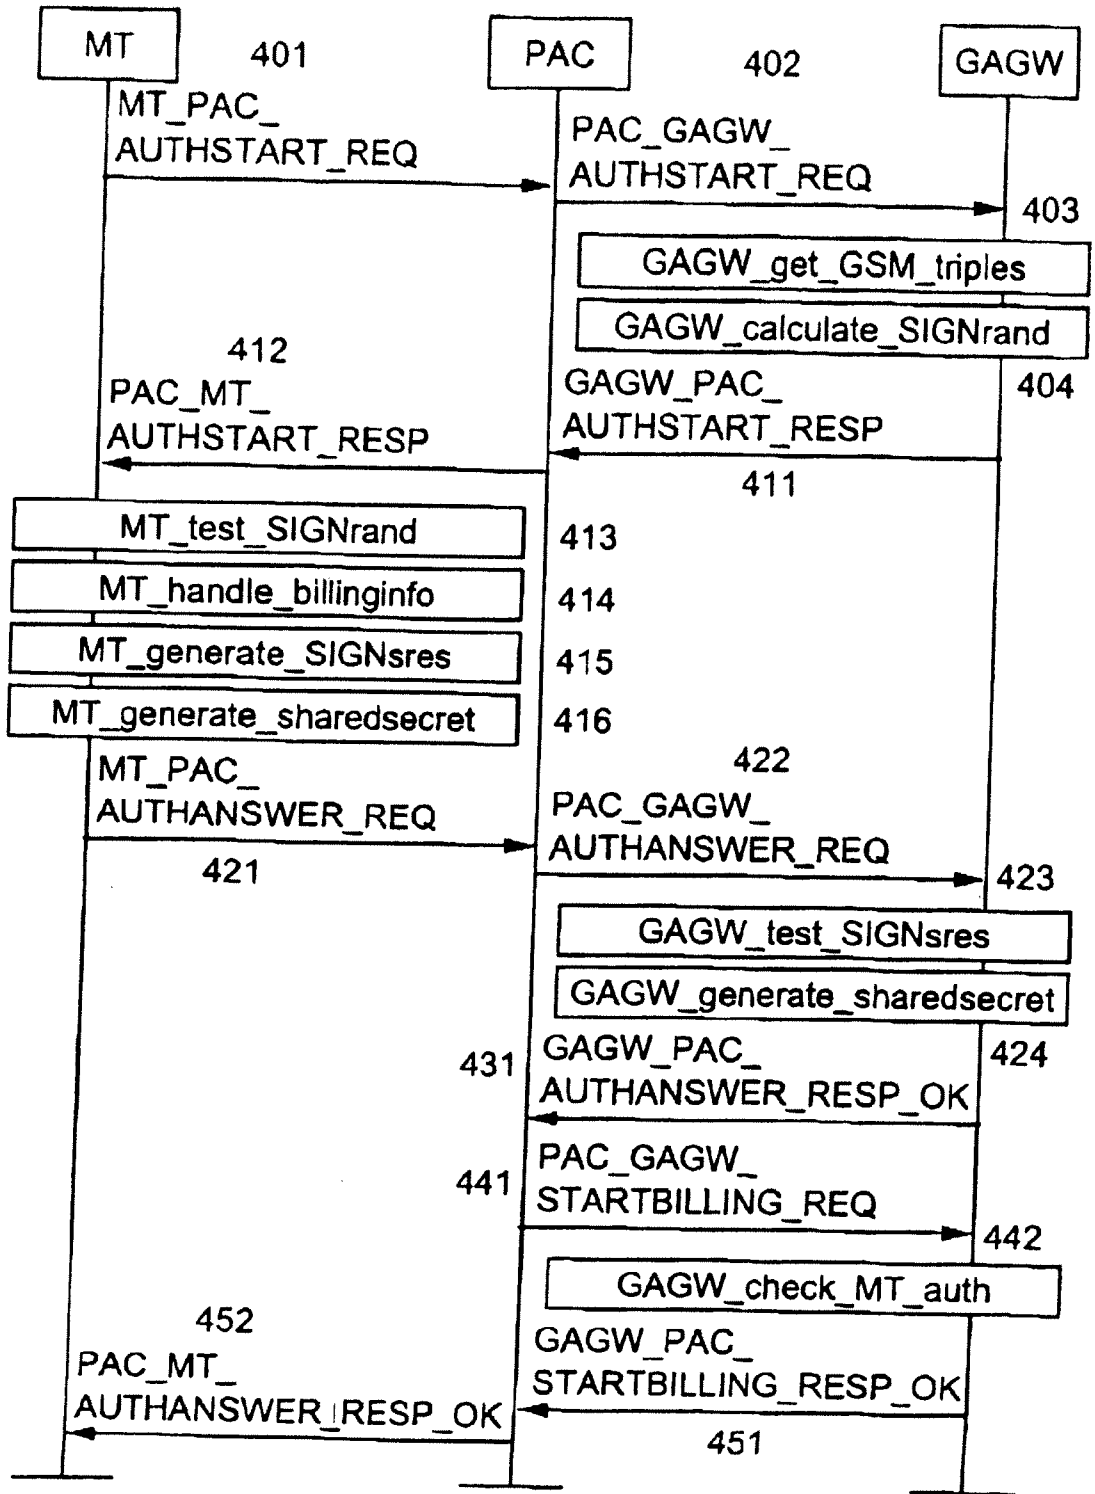 MT
401
PAC
402
GAGW
MT_PAC_
AUTHSTART_REQ
PAC_GAGW_
AUTHSTART_REQ
403
GAGW_get_GSM_triples
GAGW_calculate_SIGNrand
404
412
PAC_MT_
AUTHSTART_RESP
GAGW_PAC_
AUTHSTART_RESP
411
MT_test_SIGNrand
413
MT_handle_billinginfo
414
MT_generate_SIGNsres
415
MT_generate_sharedsecret
416
MT_PAC_
AUTHANSWER_REQ
421
422
PAC_GAGW_
AUTHANSWER_REQ
423
GAGW_test_SIGNsres
GAGW_generate_sharedsecret
424
431
GAGW_PAC_
AUTHANSWER_RESP_OK
441
PAC_GAGW_
STARTBILLING_REQ
442
GAGW_check_MT_auth
452
PAC_MT_
AUTHANSWER_RESP_OK
GAGW_PAC_
STARTBILLING_RESP_OK
451